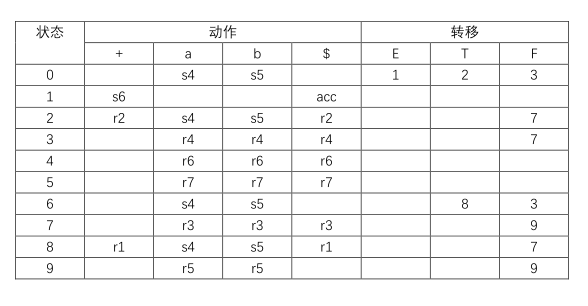 状态 动作 转移
+ a b $ E T F
0 s4 s5 1 2 3
1 s6 acc
2 r2 s4 s5 r2 7
3 r4 r4 r4 7
4 r6 r6 r6
5 r7 r7 r7
6 s4 s5 8 3
7 r3 r3 r3 9
8 r1 s4 s5 r1 7
9 r5 r5 9